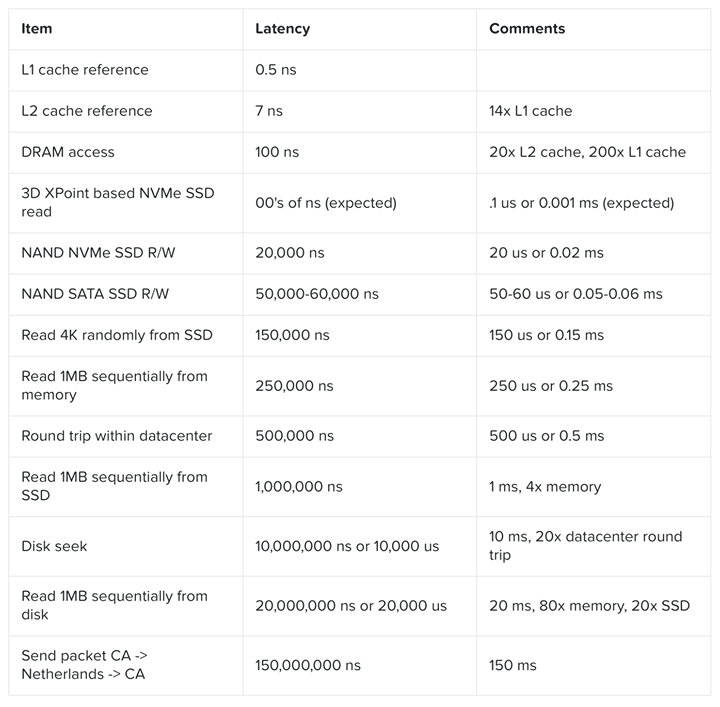 Item Latency Comments
L1 cache reference 0.5 ns
L2 cache reference 7 ns 14x L1 cache
DRAM access 100 ns 20x L2 cache, 200x L1 cache
3D XPoint based NVMe SSD
read 00's of ns (expected) .1 us or 0.001 ms (expected)
NAND NVMe SSD R/W 20,000 ns 20 us or 0.02 ms
NAND SATA SSD R/W 50,000-60,000 ns 50-60 us or 0.05-0.06 ms
Read 4K randomly from SSD 150,000 ns 150 us or 0.15 ms
Read 1MB sequentially from
memory 250,000 ns 250 us or 0.25 ms
Round trip within datacenter 500,000 ns 500 us or 0.5 ms
Read 1MB sequentially from
SSD 1,000,000 ns 1 ms, 4x memory
Disk seek 10,000,000 ns or 10,000 us 10 ms, 20x datacenter round
trip
Read 1MB sequentially from
disk 20,000,000 ns or 20,000 us 20 ms, 80x memory, 20x SSD
Send packet CA ->
Netherlands -> CA 150,000,000 ns 150 ms